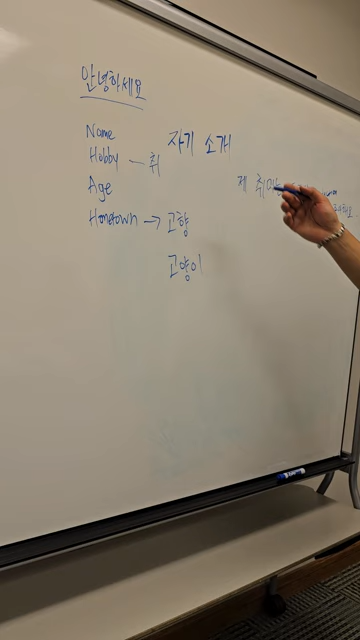 안녕하세요
자기 소개
Name
Hobby — 취
Age
Hometown → 고향
고양이
제 취미